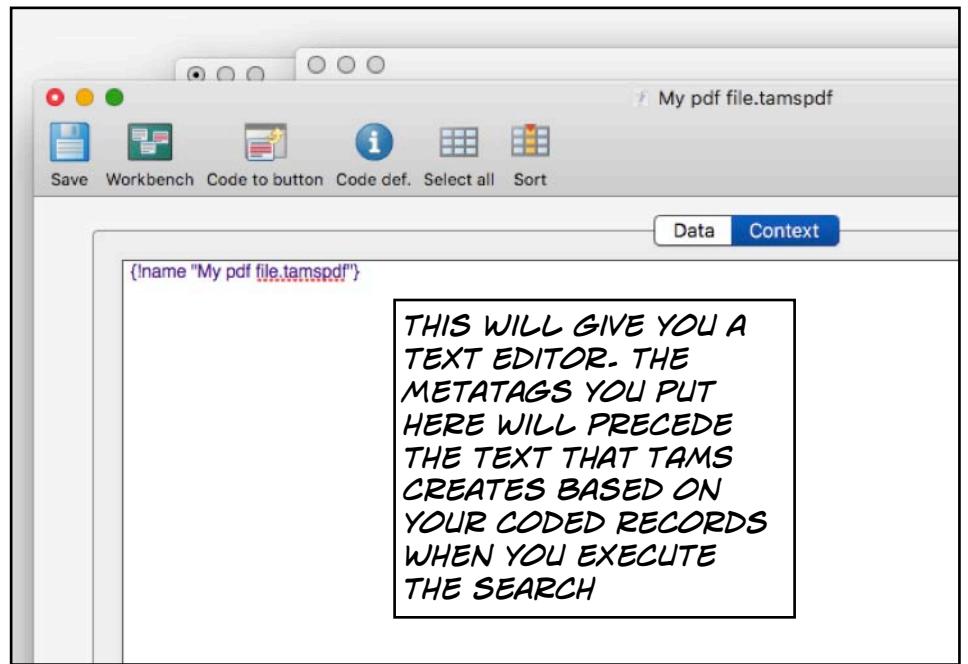 My pdf file.tamspdf
Save Workbench Code to button Code def. Select all Sort
Data Context
{!name "My pdf file.tamspdf"}
THIS WILL GIVE YOU A
TEXT EDITOR. THE
METATAGS YOU PUT
HERE WILL PRECEDE
THE TEXT THAT TAMS
CREATES BASED ON
YOUR CODED RECORDS
WHEN YOU EXECUTE
THE SEARCH